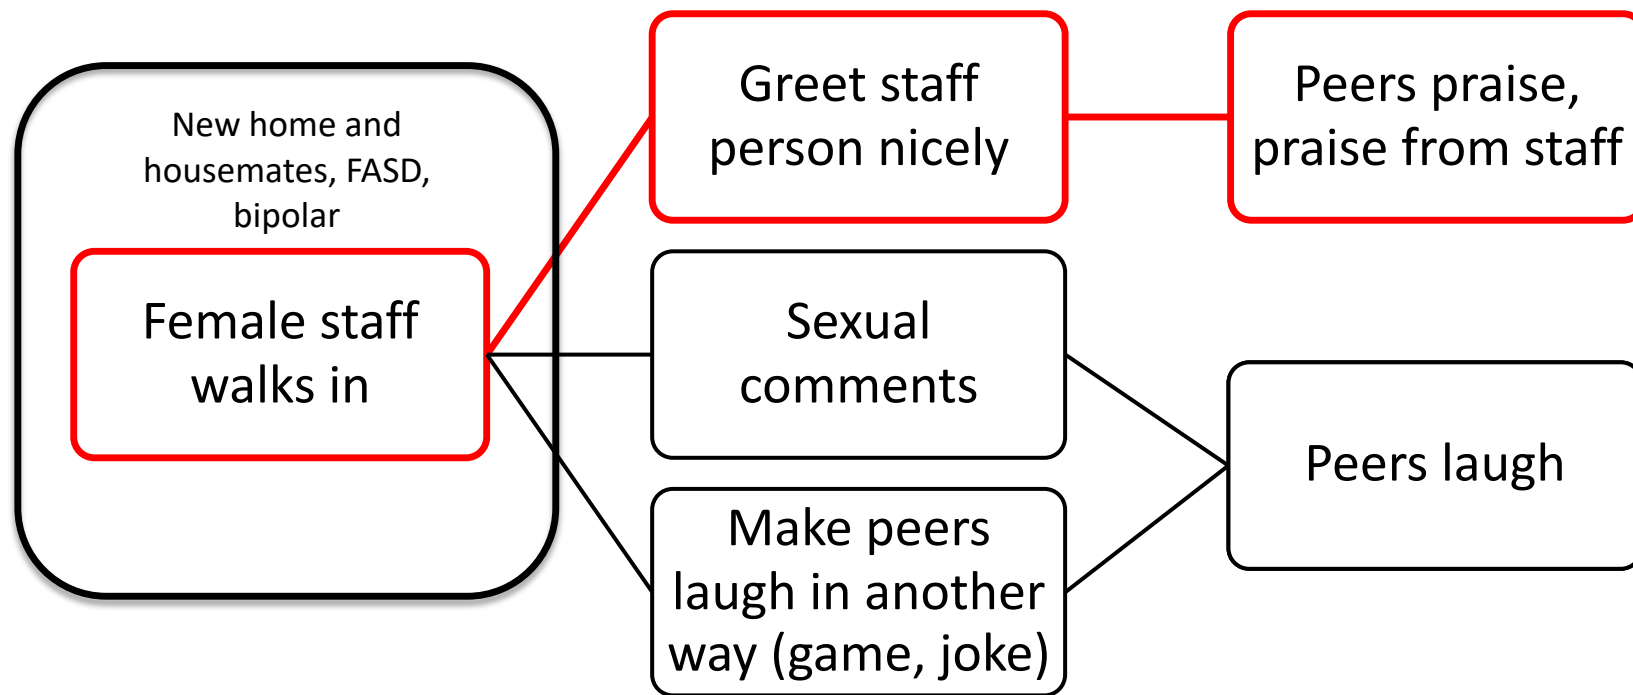 New home and
housemates, FASD,
bipolar
Female staff
walks in
Greet staff
person nicely
Peers praise,
praise from staff
Sexual
comments
Make peers
laugh in another
way (game, joke)
Peers laugh